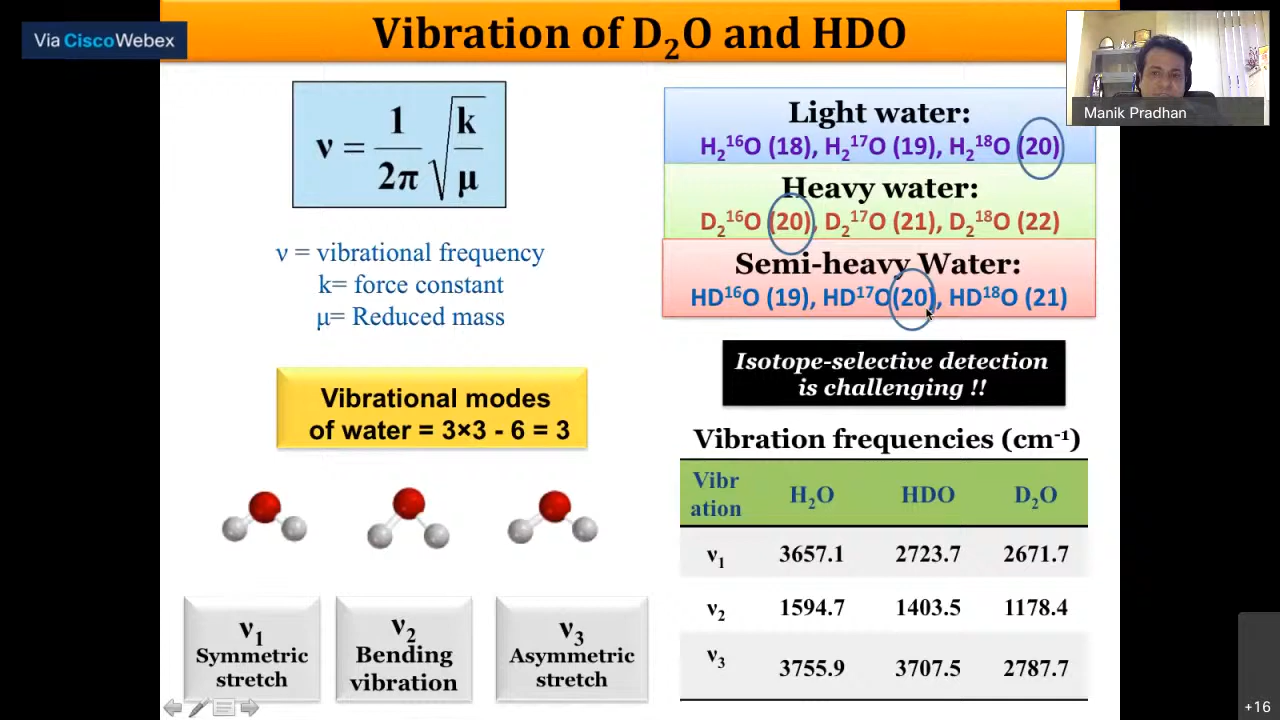 Via CiscoWebex
Vibration of D₂O and HDO
Manik Pradhan
ν = 1/2π √k/μ
ν = vibrational frequency
k= force constant
μ= Reduced mass
Light water:
H₂¹⁶O (18), H₂¹⁷O (19), H₂¹⁸O (20)
Heavy water:
D₂¹⁶O (20), D₂¹⁷O (21), D₂¹⁸O (22)
Semi-heavy Water:
HD¹⁶O (19), HD¹⁷O(20), HD¹⁸O (21)
Isotope-selective detection
is challenging !!
Vibrational modes
of water = 3×3 - 6 = 3
ν₁
Symmetric
stretch
ν₂
Bending
vibration
ν₃
Asymmetric
stretch
Vibration frequencies (cm⁻¹)
Vibr
ation H₂O HDO D₂O
ν₁ 3657.1 2723.7 2671.7
ν₂ 1594.7 1403.5 1178.4
ν₃ 3755.9 3707.5 2787.7
+16